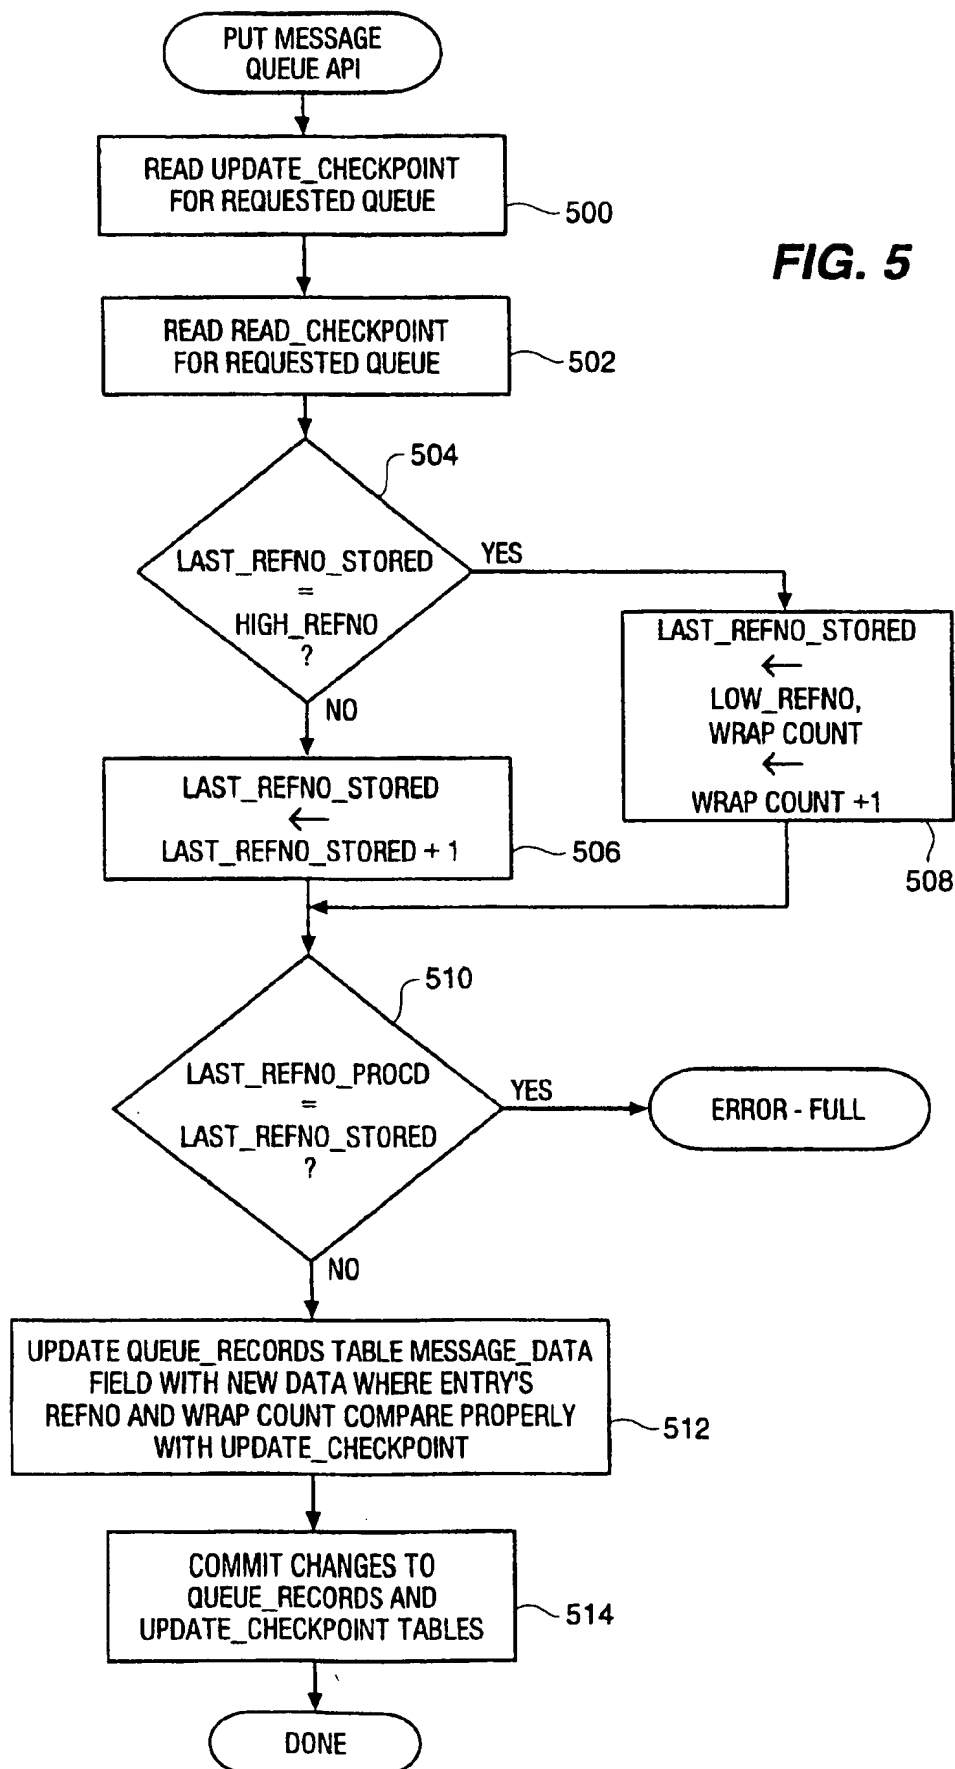 PUT MESSAGE
QUEUE API
READ UPDATE_CHECKPOINT
FOR REQUESTED QUEUE
500
FIG. 5
READ READ_CHECKPOINT
FOR REQUESTED QUEUE
502
504
LAST_REFNO_STORED
=
HIGH_REFNO
?
YES
NO
LAST_REFNO_STORED
←
LOW_REFNO,
WRAP COUNT
←
WRAP COUNT +1
508
LAST_REFNO_STORED
←
LAST_REFNO_STORED + 1
506
510
LAST_REFNO_PROCD
=
LAST_REFNO_STORED
?
YES
ERROR - FULL
NO
UPDATE QUEUE_RECORDS TABLE MESSAGE_DATA
FIELD WITH NEW DATA WHERE ENTRY'S
REFNO AND WRAP COUNT COMPARE PROPERLY
WITH UPDATE_CHECKPOINT
512
COMMIT CHANGES TO
QUEUE_RECORDS AND
UPDATE_CHECKPOINT TABLES
514
DONE